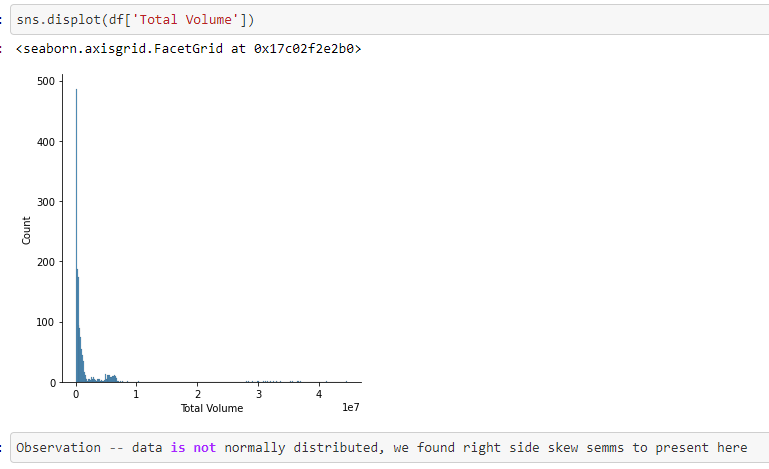 : sns.displot(df['Total Volume'])
: <seaborn.axisgrid.FacetGrid at 0x17c02f2e2b0>
500
400
300
200
100
0
Count
0 1 2 3 4
Total Volume 1e7
: Observation -- data is not normally distributed, we found right side skew semms to present here